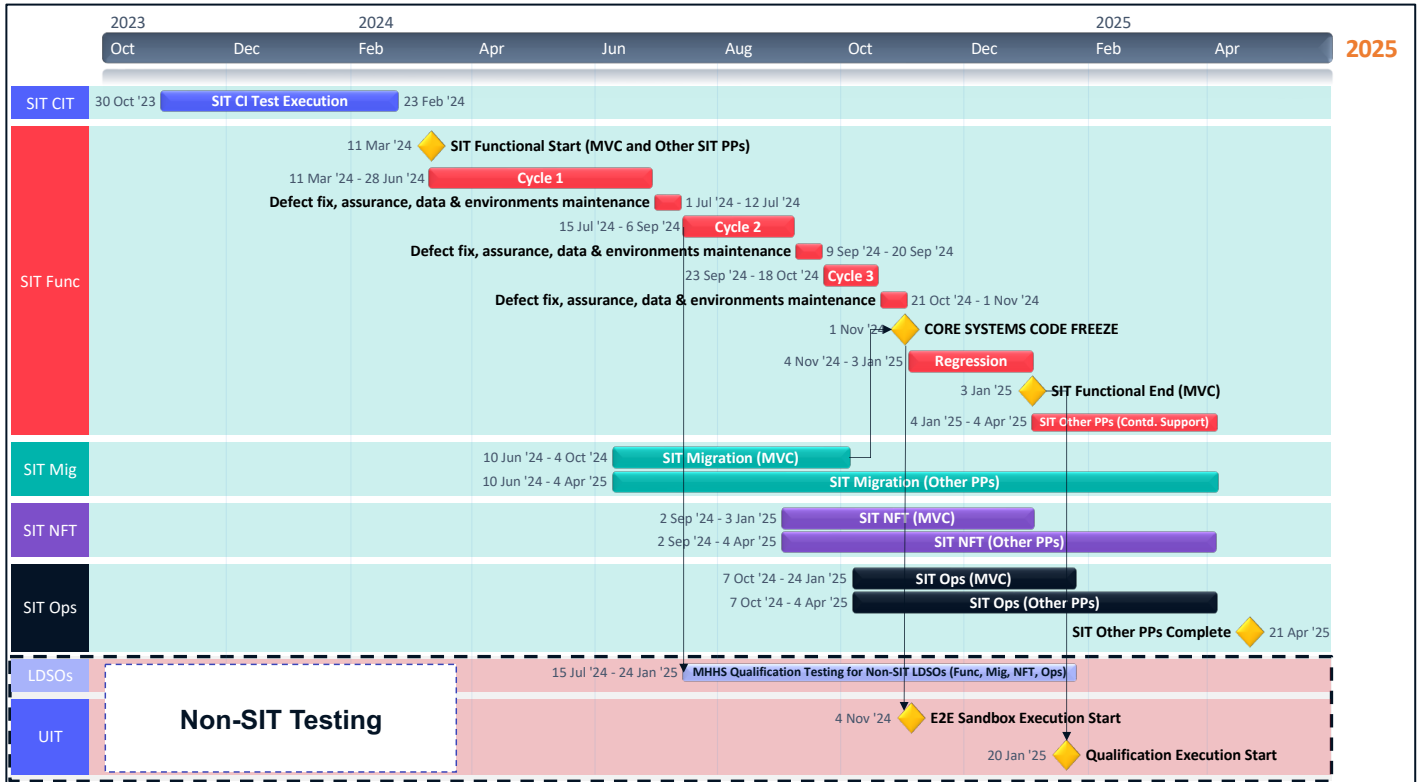 2023 2024 2025
Oct Dec Feb Apr Jun Aug Oct Dec Feb Apr 2025
SIT CIT 30 Oct '23 SIT CI Test Execution 23 Feb '24
SIT Func
11 Mar '24 SIT Functional Start (MVC and Other SIT PPs)
11 Mar '24 - 28 Jun '24 Cycle 1
Defect fix, assurance, data & environments maintenance 1 Jul '24 - 12 Jul '24
15 Jul '24 - 6 Sep '24 Cycle 2
Defect fix, assurance, data & environments maintenance 9 Sep '24 - 20 Sep '24
23 Sep '24 - 18 Oct '24 Cycle 3
Defect fix, assurance, data & environments maintenance 21 Oct '24 - 1 Nov '24
1 Nov '24 CORE SYSTEMS CODE FREEZE
4 Nov '24 - 3 Jan '25 Regression
3 Jan '25 SIT Functional End (MVC)
4 Jan '25 - 4 Apr '25 SIT Other PPs (Contd. Support)
SIT Mig
10 Jun '24 - 4 Oct '24 SIT Migration (MVC)
10 Jun '24 - 4 Apr '25 SIT Migration (Other PPs)
SIT NFT
2 Sep '24 - 3 Jan '25 SIT NFT (MVC)
2 Sep '24 - 4 Apr '25 SIT NFT (Other PPs)
SIT Ops
7 Oct '24 - 24 Jan '25 SIT Ops (MVC)
7 Oct '24 - 4 Apr '25 SIT Ops (Other PPs)
SIT Other PPs Complete 21 Apr '25
LDSOs 15 Jul '24 - 24 Jan '25 MHHS Qualification Testing for Non-SIT LDSOs (Func, Mig, NFT, Ops)
Non-SIT Testing
UIT
4 Nov '24 E2E Sandbox Execution Start
20 Jan '25 Qualification Execution Start